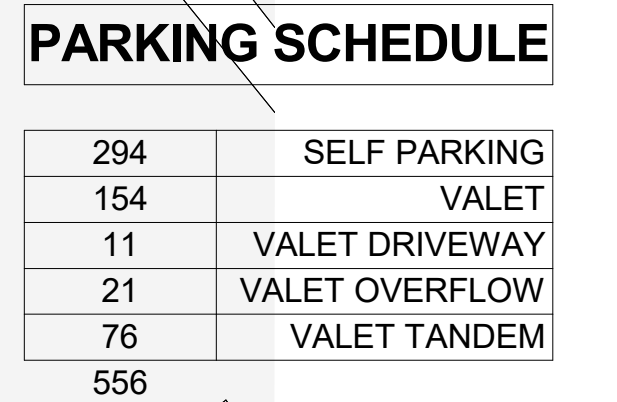 PARKING SCHEDULE
294 SELF PARKING
154 VALET
11 VALET DRIVEWAY
21 VALET OVERFLOW
76 VALET TANDEM
556